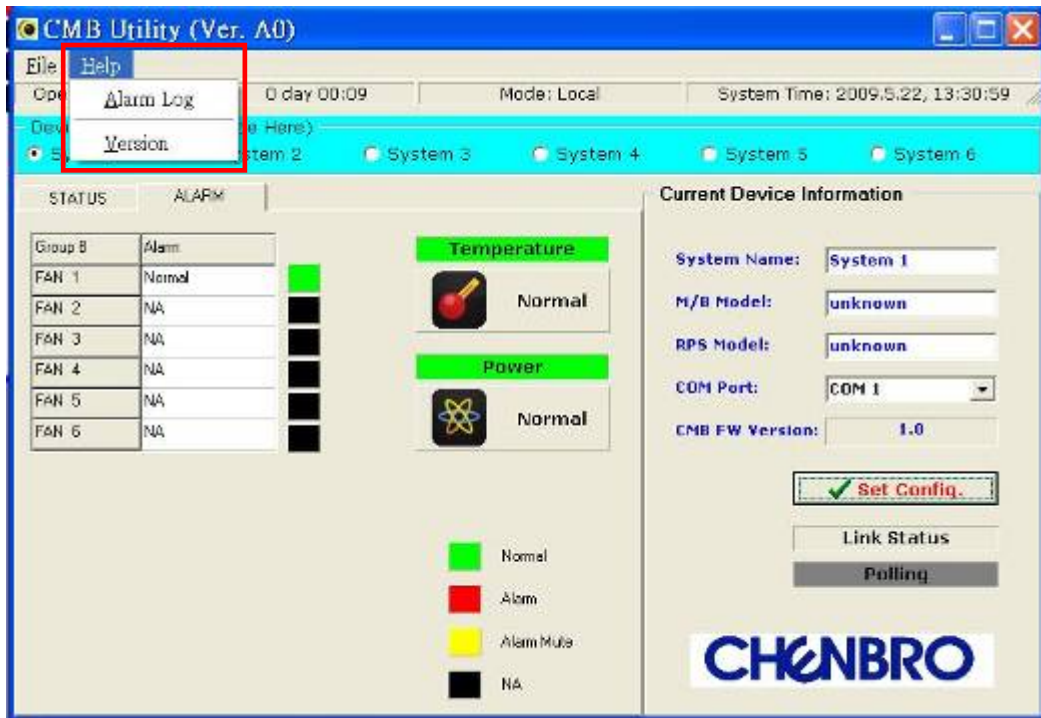 CMB Utility (Ver. A0)
File Help
Alarm Log
Version
Ope 0 day 00:09 Mode: Local System Time: 2009.5.22, 13:30:59
Here)
System 3 System 4 System 5 System 6
STATUS ALARM
Group B Alarm
FAN 1 Normal
FAN 2 NA
FAN 3 NA
FAN 4 NA
FAN 5 NA
FAN 6 NA
Temperature
Normal
Power
Normal
Normal
Alarm
Alarm Mute
NA
Current Device Information
System Name: System 1
M/B Model: unknown
RPS Model: unknown
COM Port: COM 1
CMB FW Version: 1.0
Set Config.
Link Status
Polling
CHENBRO